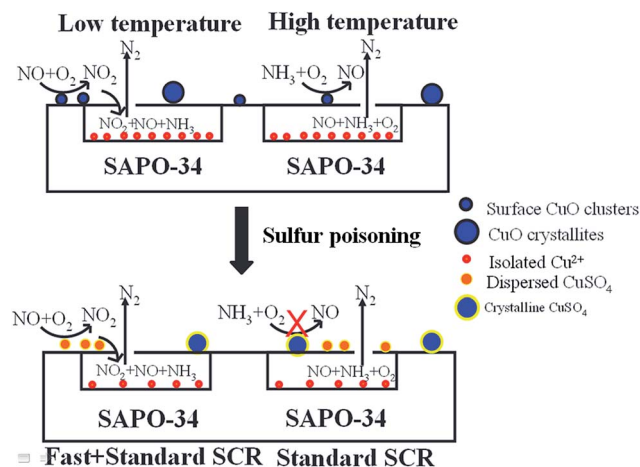 Low temperature
High temperature
N₂
N₂
NO+O₂ NO₂
NH₃+O₂ NO
NO₂+NO+NH₃
NO+NH₃+O₂
SAPO-34
SAPO-34
Sulfur poisoning
Surface CuO clusters
CuO crystallites
Isolated Cu²⁺
Dispersed CuSO₄
Crystalline CuSO₄
N₂
N₂
NO+O₂ NO₂
NH₃+O₂ NO
NO₂+NO+NH₃
NO+NH₃+O₂
SAPO-34
SAPO-34
Fast+Standard SCR
Standard SCR